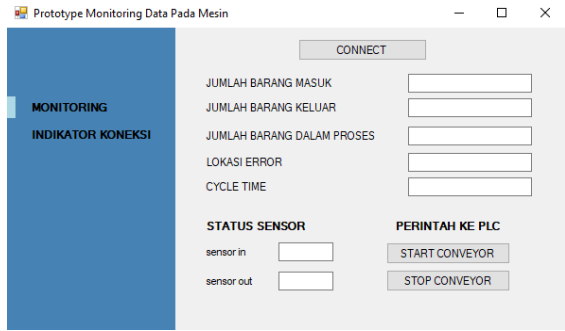 Prototype Monitoring Data Pada Mesin
CONNECT
JUMLAH BARANG MASUK
MONITORING
JUMLAH BARANG KELUAR
INDIKATOR KONEKSI
JUMLAH BARANG DALAM PROSES
LOKASI ERROR
CYCLE TIME
STATUS SENSOR
PERINTAH KE PLC
sensor in
START CONVEYOR
sensor out
STOP CONVEYOR